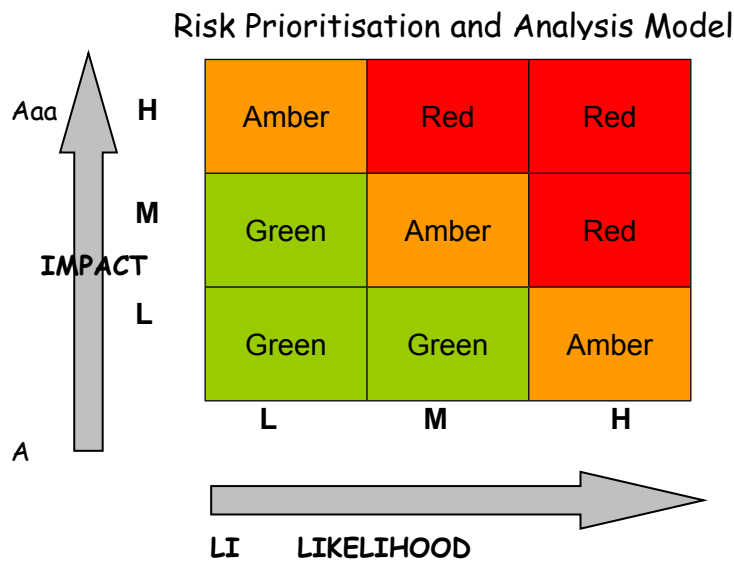 Risk Prioritisation and Analysis Model
Aaa H Amber Red Red
M Green Amber Red
IMPACT
L Green Green Amber
L M H
A
LI LIKELIHOOD